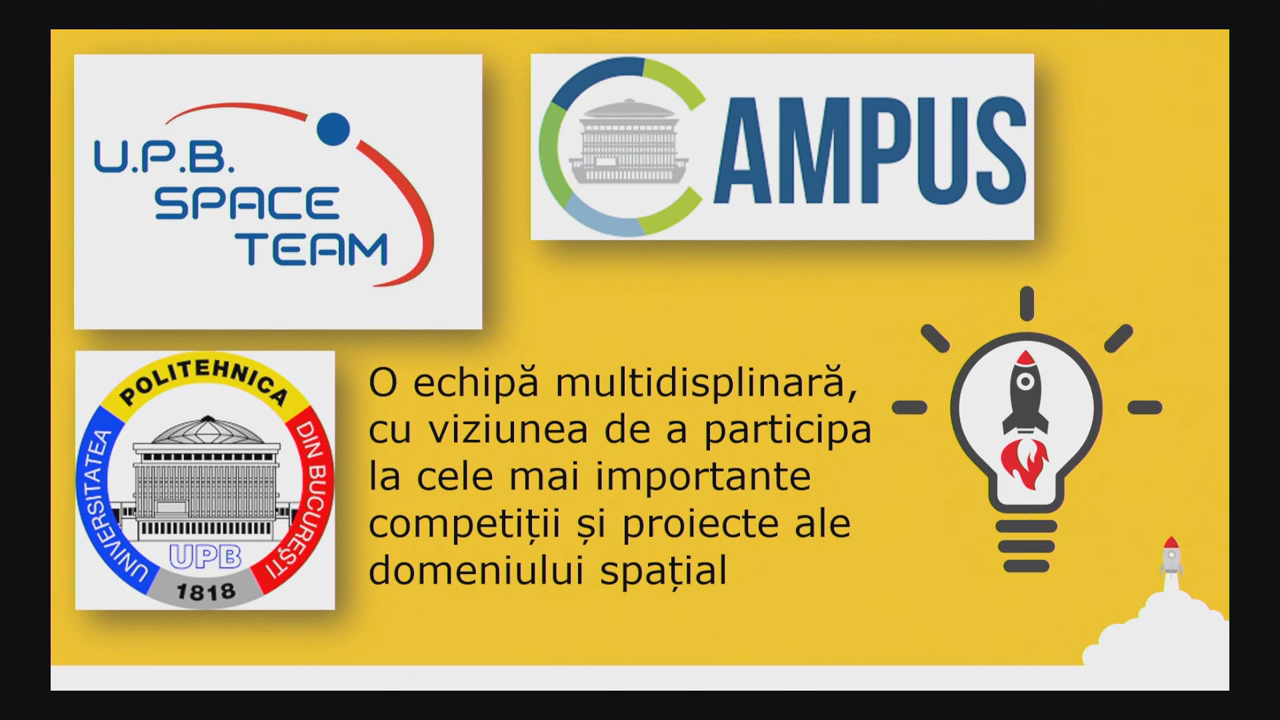 U.P.B.
SPACE
TEAM
CAMPUS
UNIVERSITATEA
POLITEHNICA
DIN BUCUREȘTI
UPB
1818
O echipă multidisplinară,
cu viziunea de a participa
la cele mai importante
competiții și proiecte ale
domeniului spațial